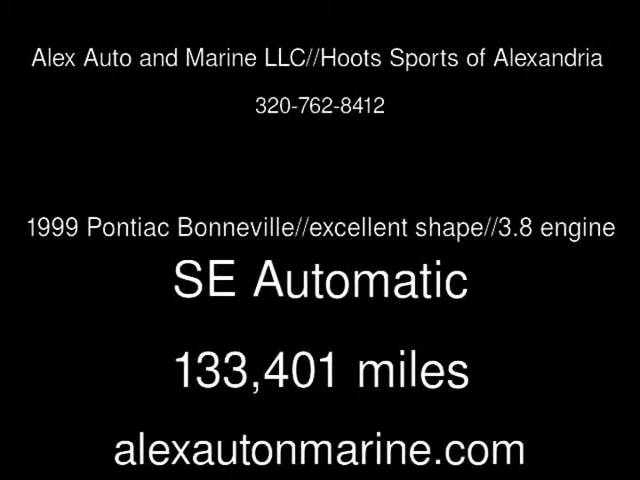 Alex Auto and Marine LLC//Hoots Sports of Alexandria
320-762-8412
1999 Pontiac Bonneville//excellent shape//3.8 engine
SE Automatic
133,401 miles
alexautonmarine.com